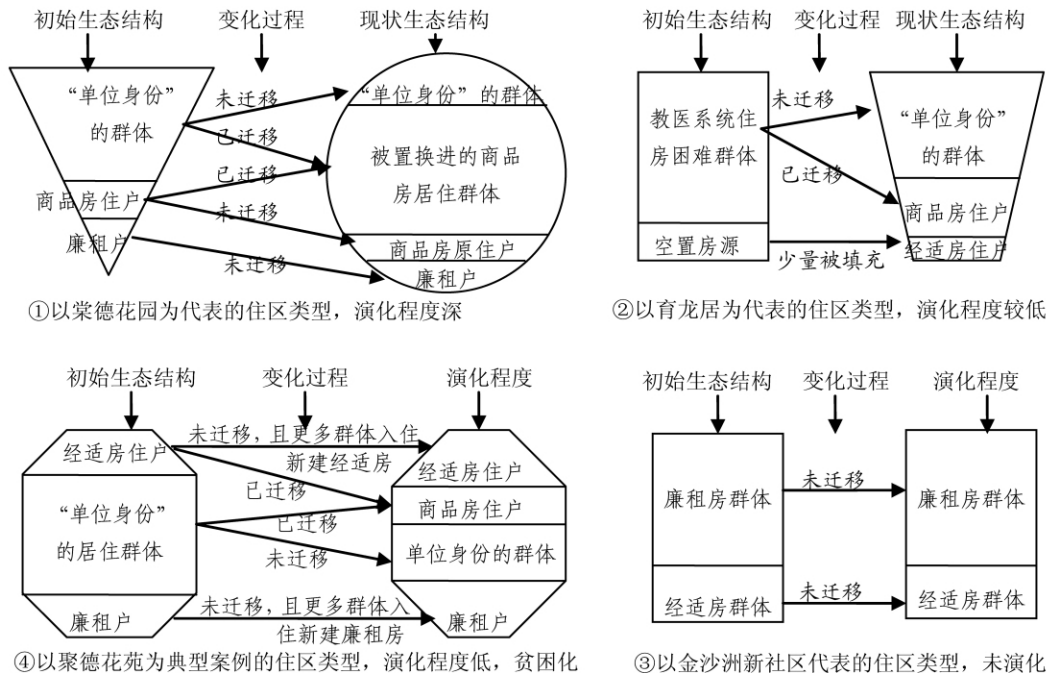 初始生态结构 变化过程 现状生态结构
“单位身份”
的群体
商品房住户
廉租户
未迁移
已迁移
已迁移
未迁移
未迁移
“单位身份”的群体
被置换进的商品
房居住群体
商品房原住户
廉租户
①以棠德花园为代表的住区类型，演化程度深
初始生态结构 变化过程 现状生态结构
教医系统住
房困难群体
空置房源
未迁移
已迁移
少量被填充
“单位身份”
的群体
商品房住户
经适房住户
②以育龙居为代表的住区类型，演化程度较低
初始生态结构 变化过程 演化程度
经适房住户
“单位身份”
的居住群体
廉租户
未迁移，且更多群体入住
新建经适房
已迁移
已迁移
未迁移
未迁移，且更多群体入
住新建廉租房
经适房住户
商品房住户
单位身份的群体
廉租户
④以聚德花苑为典型案例的住区类型，演化程度低，贫困化
初始生态结构 变化过程 演化程度
廉租房群体
经适房群体
未迁移
未迁移
廉租房群体
经适房群体
③以金沙洲新社区代表的住区类型，未演化